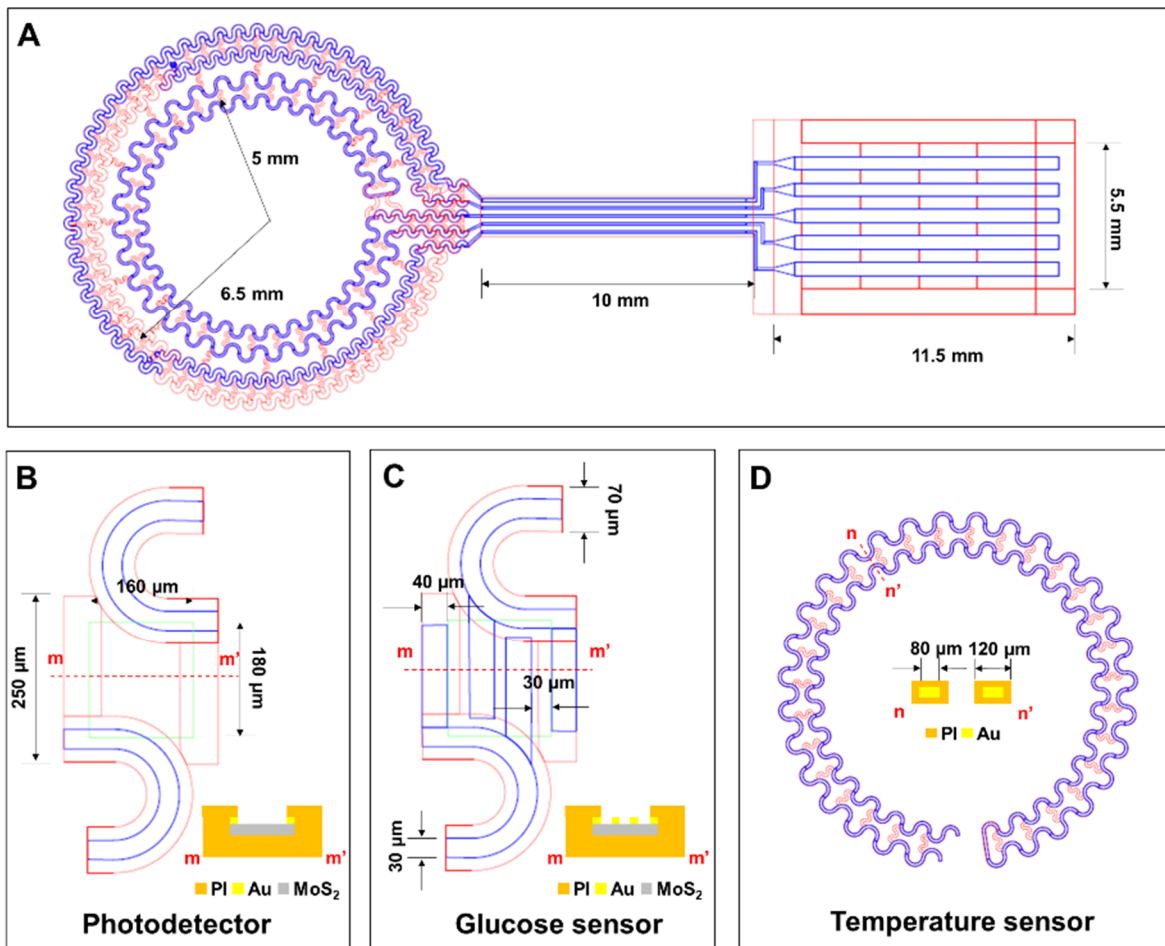 A
5 mm
6.5 mm
10 mm
5.5 mm
11.5 mm
B
160 µm
250 µm
180 µm
m m'
m m'
PI Au MoS₂
Photodetector
C
70 µm
40 µm
m m'
30 µm
30 µm
m m'
PI Au MoS₂
Glucose sensor
D
n
n'
80 µm 120 µm
n n'
PI Au
Temperature sensor